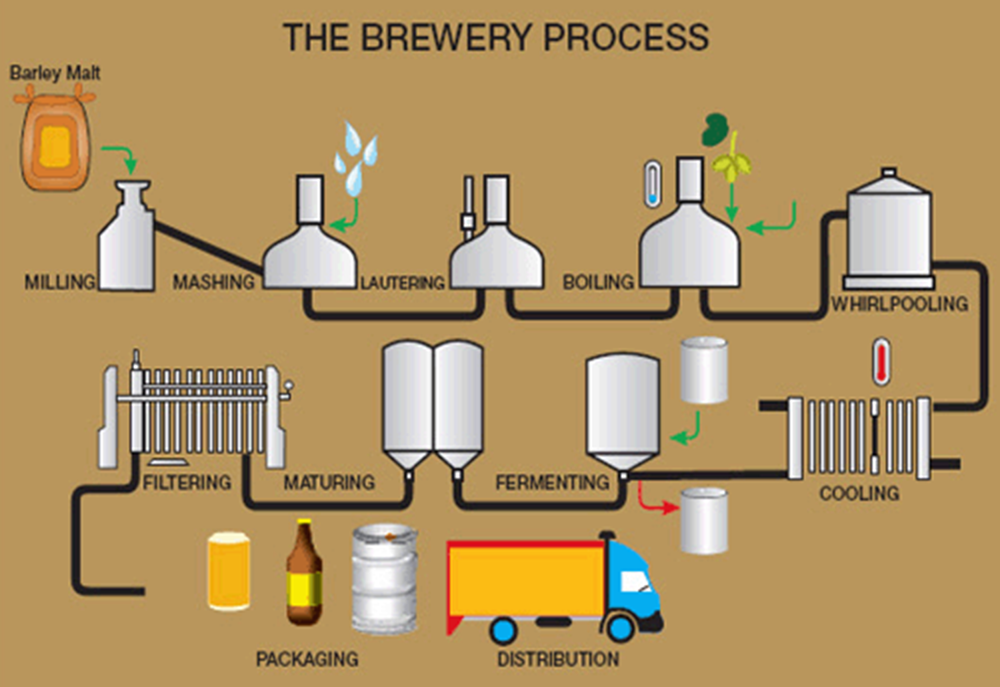 THE BREWERY PROCESS
Barley Malt
MILLING
MASHING
LAUTERING
BOILING
WHIRLPOOLING
FILTERING
MATURING
FERMENTING
COOLING
PACKAGING
DISTRIBUTION